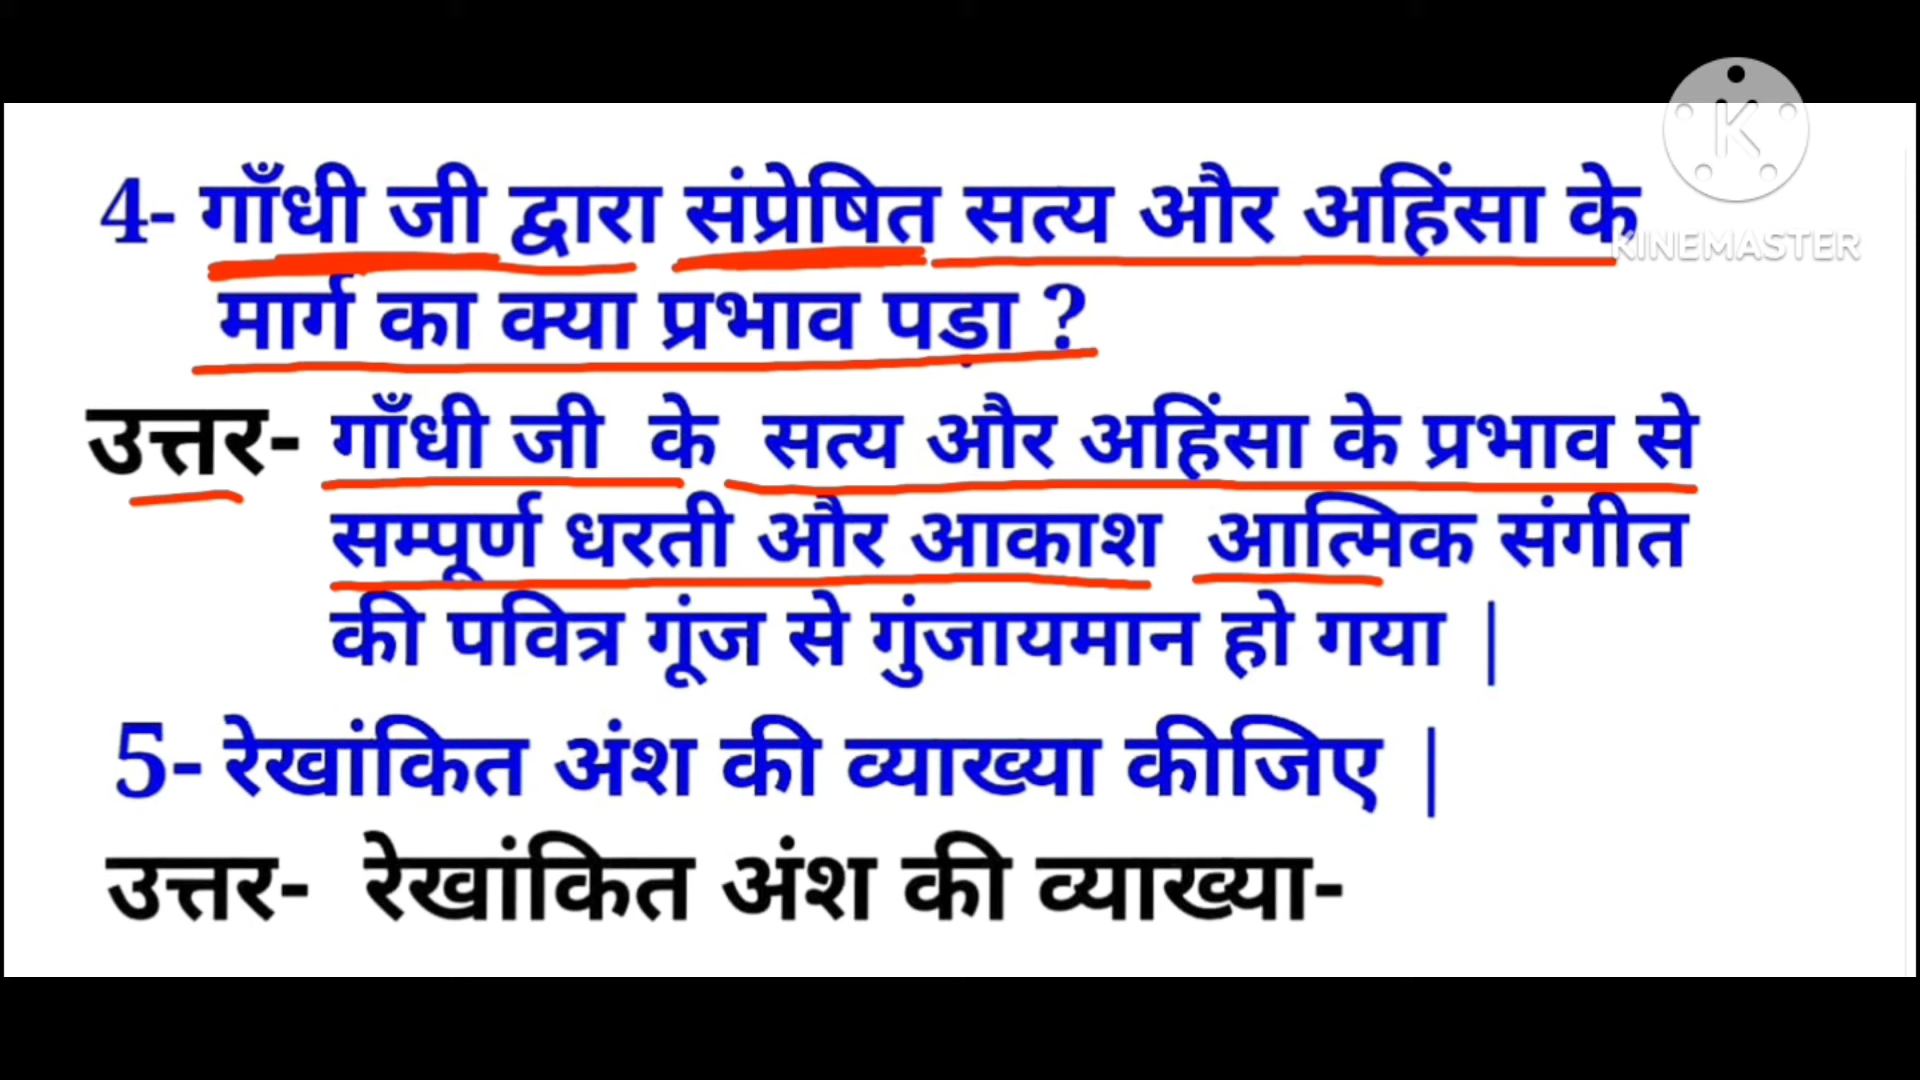 K
KINEMASTER
4- गाँधी जी द्वारा संप्रेषित सत्य और अहिंसा के
मार्ग का क्या प्रभाव पड़ा ?
उत्तर- गाँधी जी के सत्य और अहिंसा के प्रभाव से
सम्पूर्ण धरती और आकाश आत्मिक संगीत
की पवित्र गूंज से गुंजायमान हो गया |
5- रेखांकित अंश की व्याख्या कीजिए |
उत्तर- रेखांकित अंश की व्याख्या-